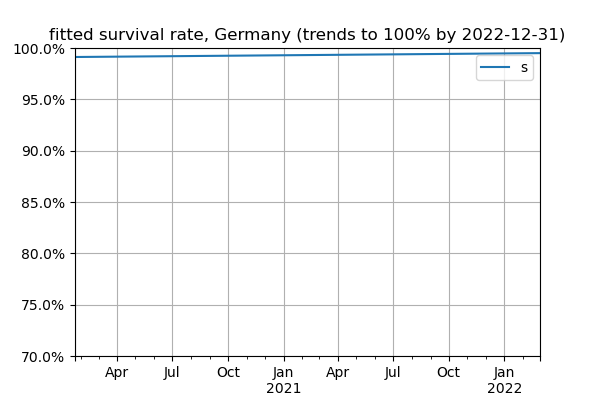 fitted survival rate, Germany (trends to 100% by 2022-12-31)
100.0%
s
95.0%
90.0%
85.0%
80.0%
75.0%
70.0%
Apr Jul Oct Jan Apr Jul Oct Jan
2021 2022